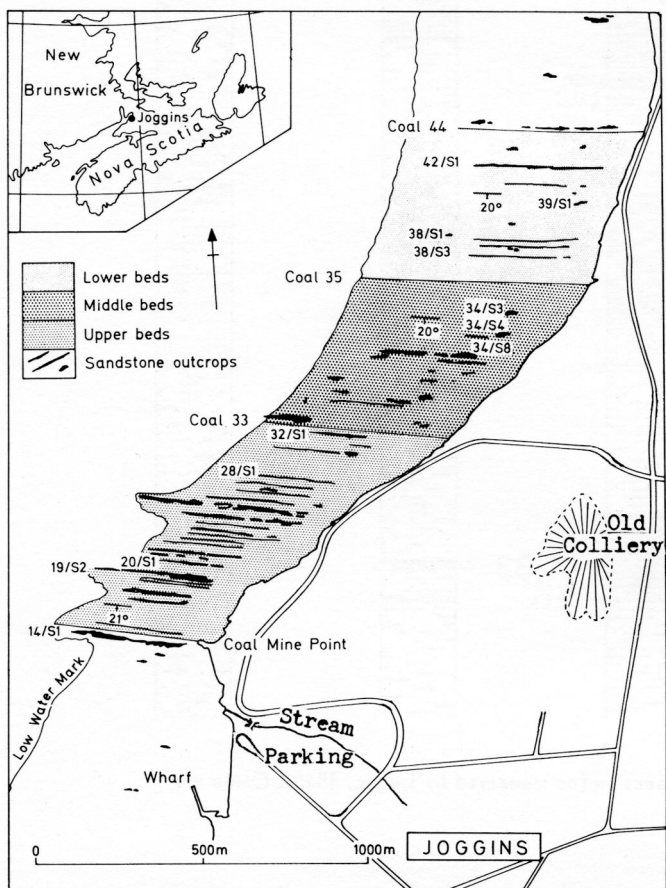 New
Brunswick
Joggins
Nova Scotia
Lower beds
Middle beds
Upper beds
Sandstone outcrops
Coal 44
42/S1
20°
39/S1
38/S1
38/S3
Coal 35
34/S3
20°
34/S4
34/S8
Coal 33
32/S1
28/S1
Old
Colliery
19/S2
20/S1
21°
14/S1
Coal Mine Point
Low Water Mark
Stream
Parking
Wharf
0 500m 1000m
JOGGINS